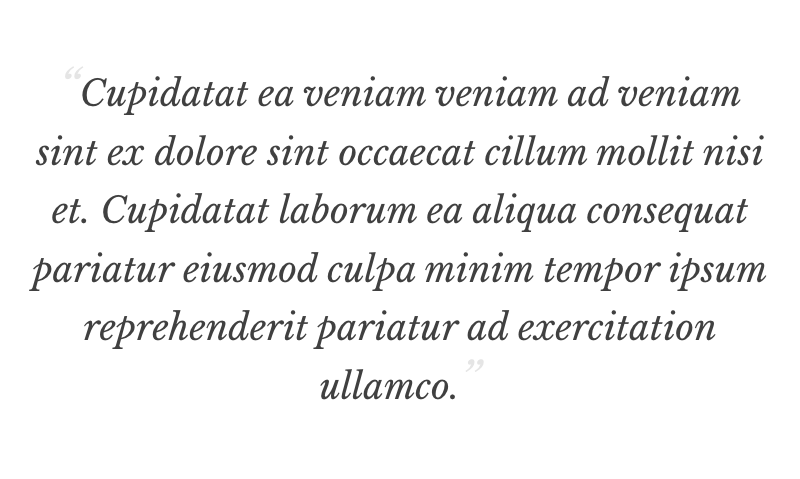 “Cupidatat ea veniam veniam ad veniam
sint ex dolore sint occaecat cillum mollit nisi
et. Cupidatat laborum ea aliqua consequat
pariatur eiusmod culpa minim tempor ipsum
reprehenderit pariatur ad exercitation
ullamco.”